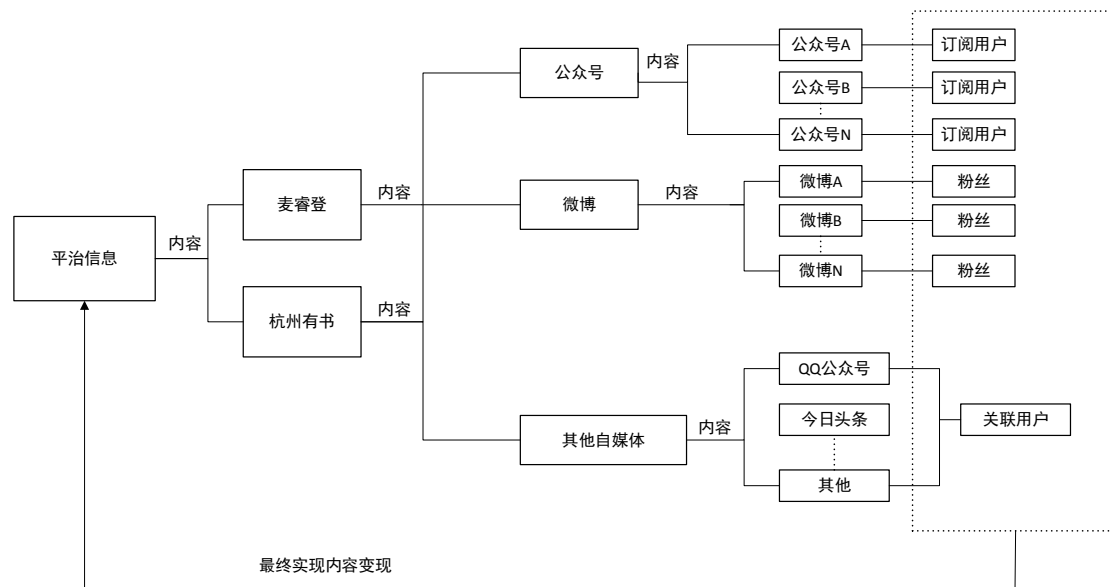 公众号A
订阅用户
公众号
内容
公众号B
订阅用户
公众号N
订阅用户
麦睿登
内容
微博
内容
微博A
粉丝
微博B
粉丝
微博N
粉丝
平治信息
内容
杭州有书
内容
QQ公众号
今日头条
关联用户
其他自媒体
内容
其他
最终实现内容变现